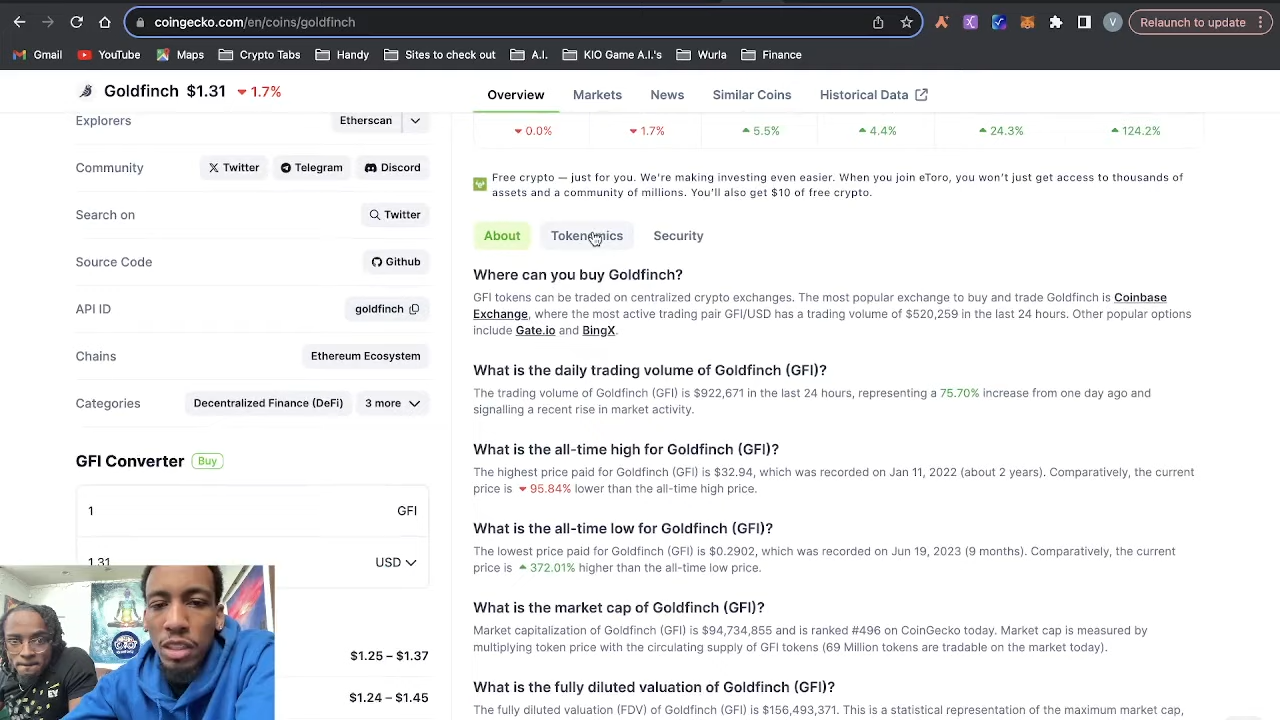 coingecko.com/en/coins/goldfinch
V
Relaunch to update
Gmail
YouTube
Maps
Crypto Tabs
Handy
Sites to check out
A.I.
KIO Game A.I.'s
Wurla
Finance
Goldfinch $1.31 1.7%
Overview
Markets
News
Similar Coins
Historical Data
Explorers
Etherscan
Community
Twitter
Telegram
Discord
Search on
Twitter
Source Code
Github
API ID
goldfinch
Chains
Ethereum Ecosystem
Categories
Decentralized Finance (DeFi)
3 more
GFI Converter
Buy
1
GFI
1.31
USD
$1.25 – $1.37
$1.24 – $1.45
0.0%
1.7%
5.5%
4.4%
24.3%
124.2%
Free crypto — just for you. We're making investing even easier. When you join eToro, you won't just get access to thousands of
assets and a community of millions. You'll also get $10 of free crypto.
About
Tokenomics
Security
Where can you buy Goldfinch?
GFI tokens can be traded on centralized crypto exchanges. The most popular exchange to buy and trade Goldfinch is Coinbase
Exchange, where the most active trading pair GFI/USD has a trading volume of $520,259 in the last 24 hours. Other popular options
include Gate.io and BingX.
What is the daily trading volume of Goldfinch (GFI)?
The trading volume of Goldfinch (GFI) is $922,671 in the last 24 hours, representing a 75.70% increase from one day ago and
signalling a recent rise in market activity.
What is the all-time high for Goldfinch (GFI)?
The highest price paid for Goldfinch (GFI) is $32.94, which was recorded on Jan 11, 2022 (about 2 years). Comparatively, the current
price is 95.84% lower than the all-time high price.
What is the all-time low for Goldfinch (GFI)?
The lowest price paid for Goldfinch (GFI) is $0.2902, which was recorded on Jun 19, 2023 (9 months). Comparatively, the current
price is 372.01% higher than the all-time low price.
What is the market cap of Goldfinch (GFI)?
Market capitalization of Goldfinch (GFI) is $94,734,855 and is ranked #496 on CoinGecko today. Market cap is measured by
multiplying token price with the circulating supply of GFI tokens (69 Million tokens are tradable on the market today).
What is the fully diluted valuation of Goldfinch (GFI)?
The fully diluted valuation (FDV) of Goldfinch (GFI) is $156,493,371. This is a statistical representation of the maximum market cap,